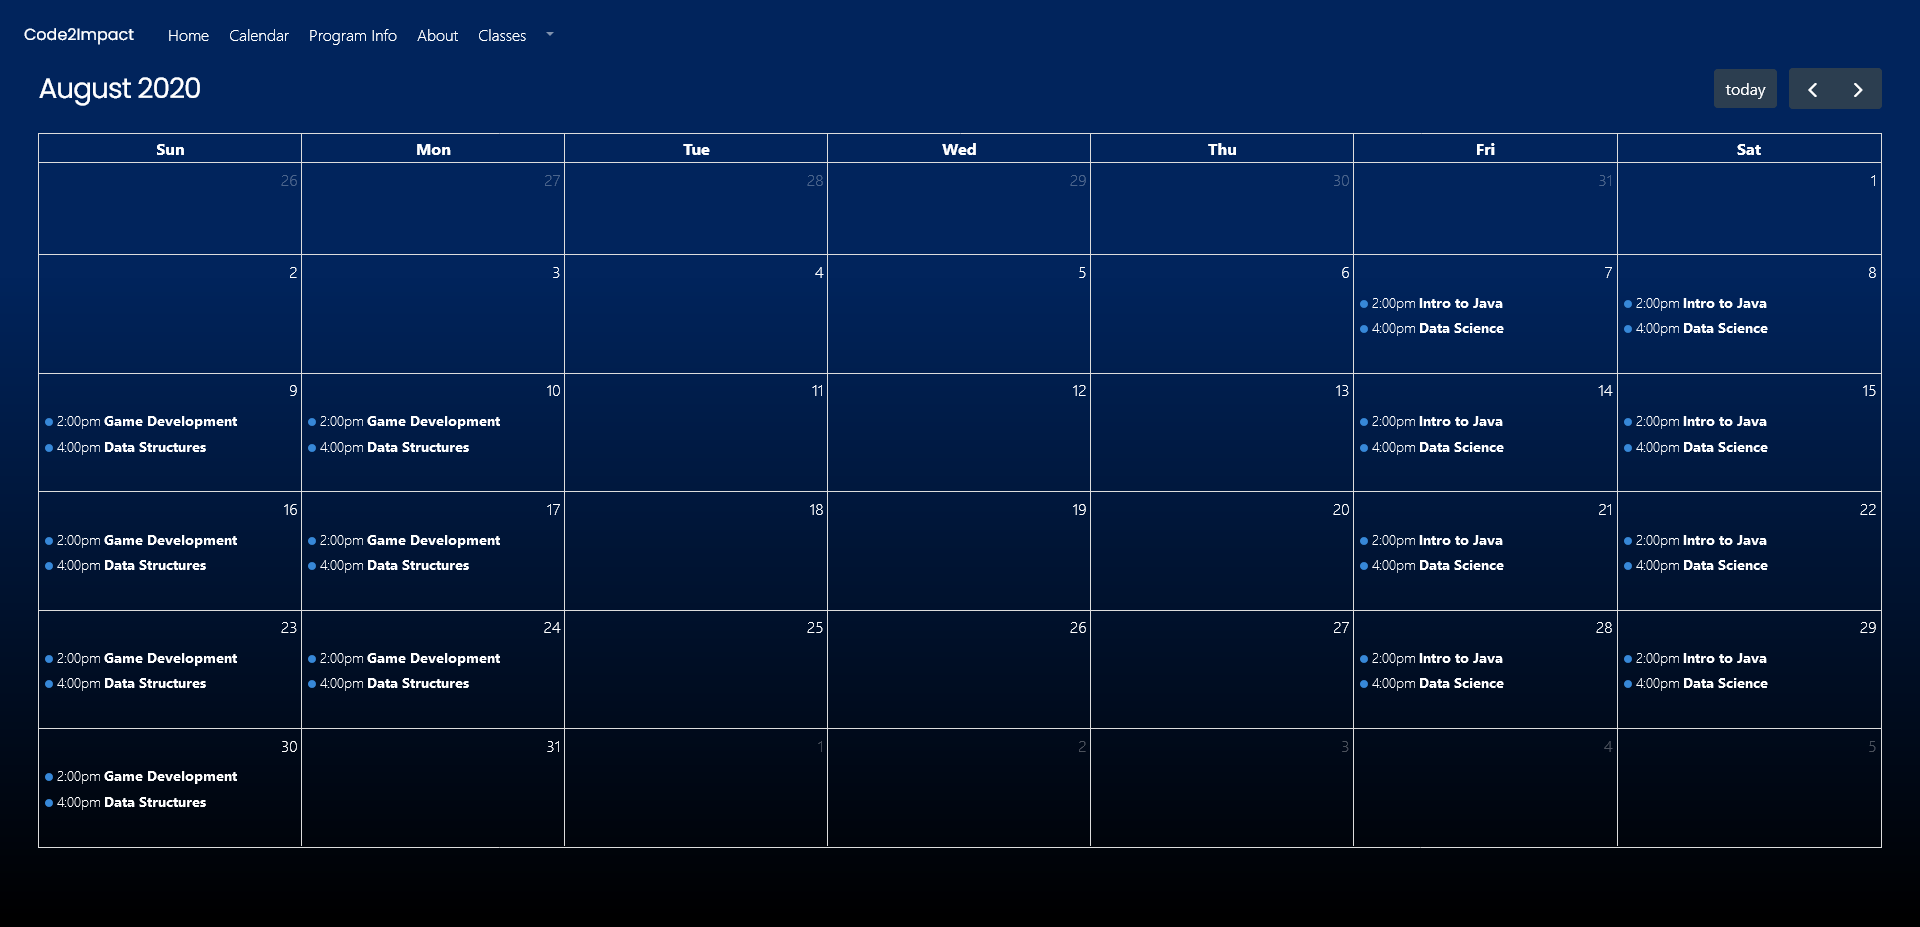 Code2Impact Home Calendar Program Info About Classes
August 2020 today
Sun Mon Tue Wed Thu Fri Sat
26 27 28 29 30 31 1
2 3 4 5 6 7 8
2:00pm Intro to Java 2:00pm Intro to Java
4:00pm Data Science 4:00pm Data Science
9 10 11 12 13 14 15
2:00pm Game Development 2:00pm Game Development 2:00pm Intro to Java 2:00pm Intro to Java
4:00pm Data Structures 4:00pm Data Structures 4:00pm Data Science 4:00pm Data Science
16 17 18 19 20 21 22
2:00pm Game Development 2:00pm Game Development 2:00pm Intro to Java 2:00pm Intro to Java
4:00pm Data Structures 4:00pm Data Structures 4:00pm Data Science 4:00pm Data Science
23 24 25 26 27 28 29
2:00pm Game Development 2:00pm Game Development 2:00pm Intro to Java 2:00pm Intro to Java
4:00pm Data Structures 4:00pm Data Structures 4:00pm Data Science 4:00pm Data Science
30 31 1 2 3 4 5
2:00pm Game Development
4:00pm Data Structures